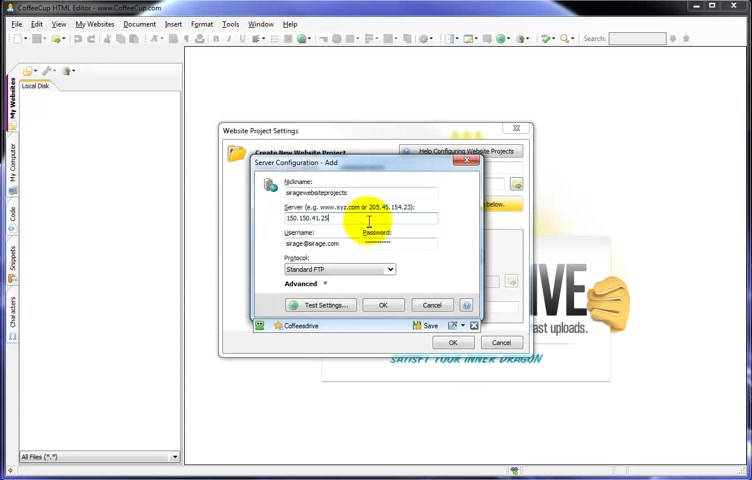 CoffeeCup HTML Editor - www.CoffeeCup.com
File Edit View My Websites Document Insert Format Tools Window Help
Search:
My Websites
My Computer
Code
Snippets
Characters
Local Disk
Website Project Settings
Create New Website Project
Help Configuring Website Projects
below.
Server Configuration - Add
Nickname:
siragewebsiteprojects
Server (e.g. www.xyz.com or 205.45.154.23):
150.150.41.25
Username: Password:
sirage@sirage.com ***********
Protocol:
Standard FTP
Advanced
Test Settings... OK Cancel
Coffeesdrive Save
OK Cancel
IVE
ast uploads.
SATISFY YOUR INNER DRAGON
All Files (*.*)